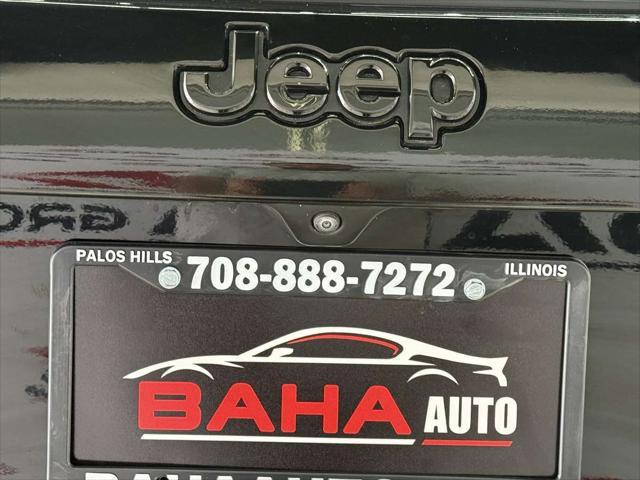 Jeep
PALOS HILLS 708-888-7272 ILLINOIS
BAHA AUTO